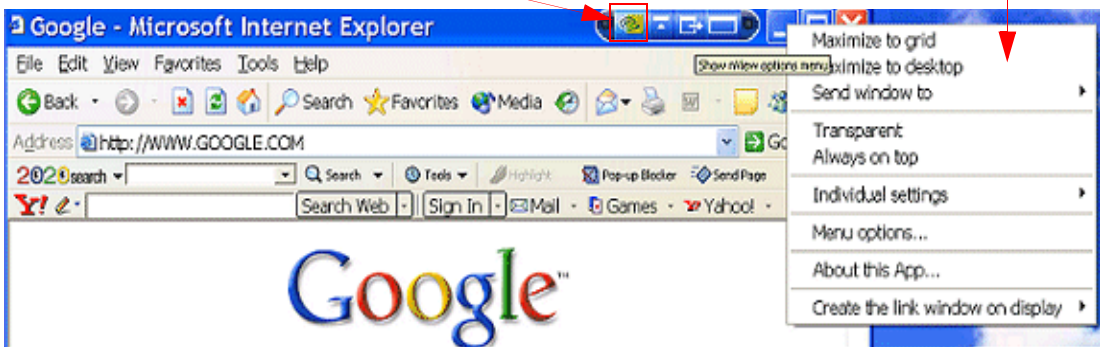 Google - Microsoft Internet Explorer
File Edit View Favorites Tools Help
Show nView options menu
Back Search Favorites Media W
Address http://WWW.GOOGLE.COM Go
2020search Search Tools Highlight Pop-up Blocker Send Page
Y! Search Web Sign In Mail Games Yahoo!
Google™
Maximize to grid
Maximize to desktop
Send window to
Transparent
Always on top
Individual settings
Menu options...
About this App...
Create the link window on display